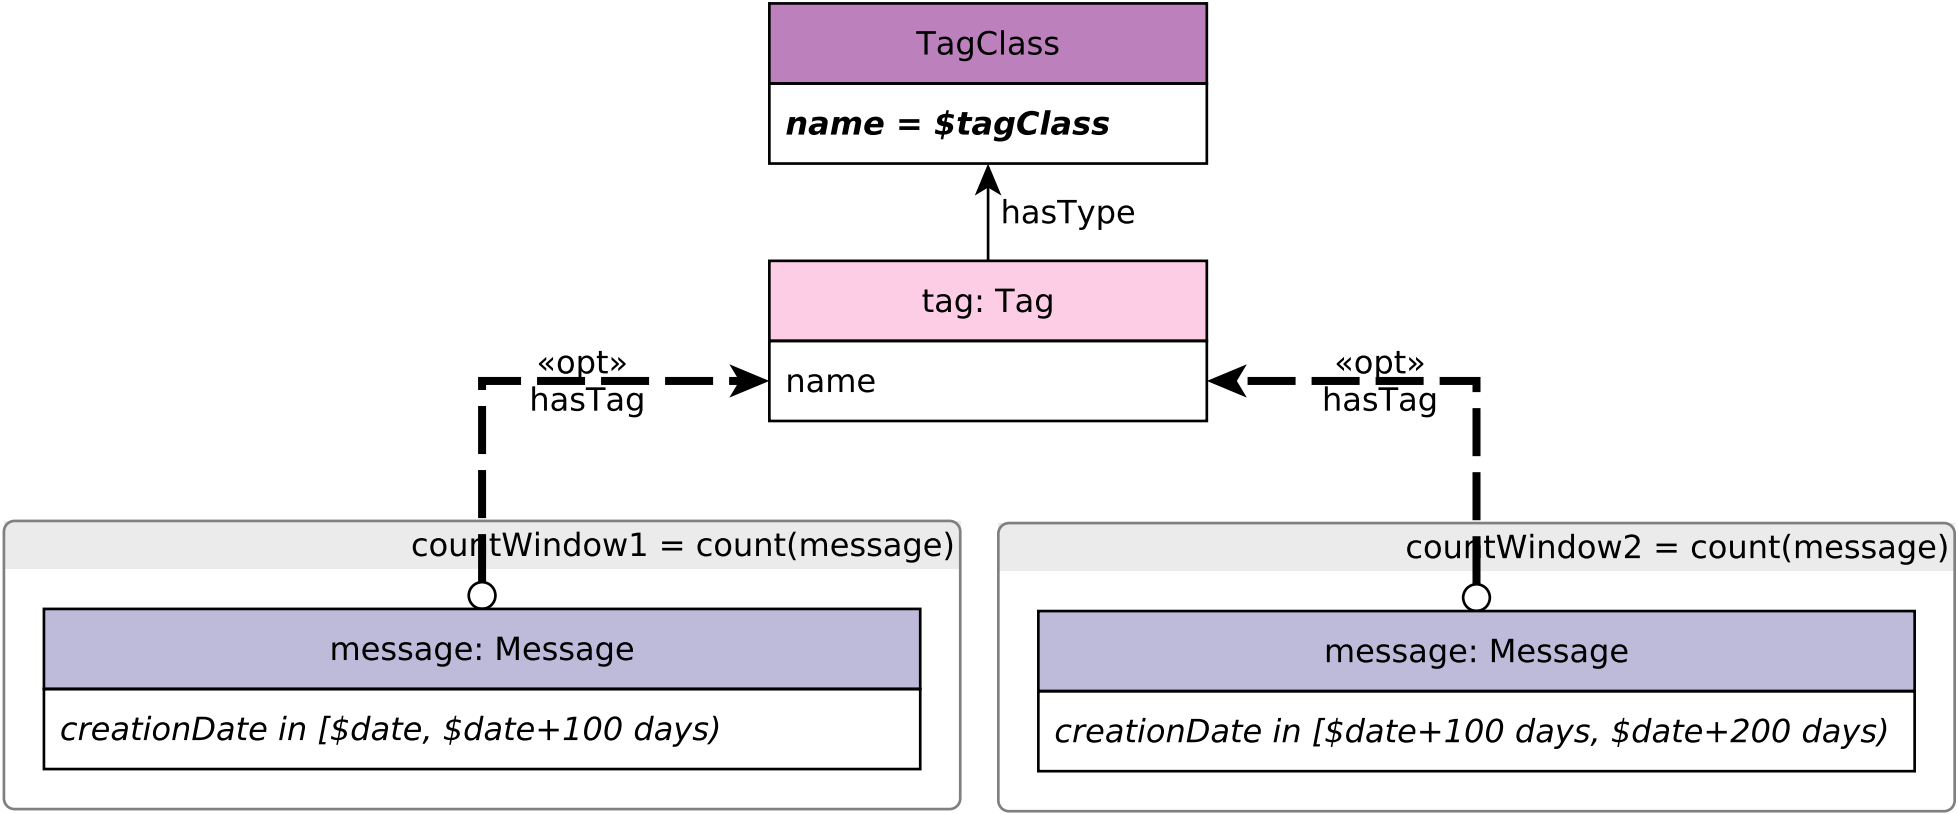 TagClass
name = $tagClass
hasType
tag: Tag
name
«opt»
hasTag
«opt»
hasTag
countWindow1 = count(message)
message: Message
creationDate in [$date, $date+100 days)
countWindow2 = count(message)
message: Message
creationDate in [$date+100 days, $date+200 days)